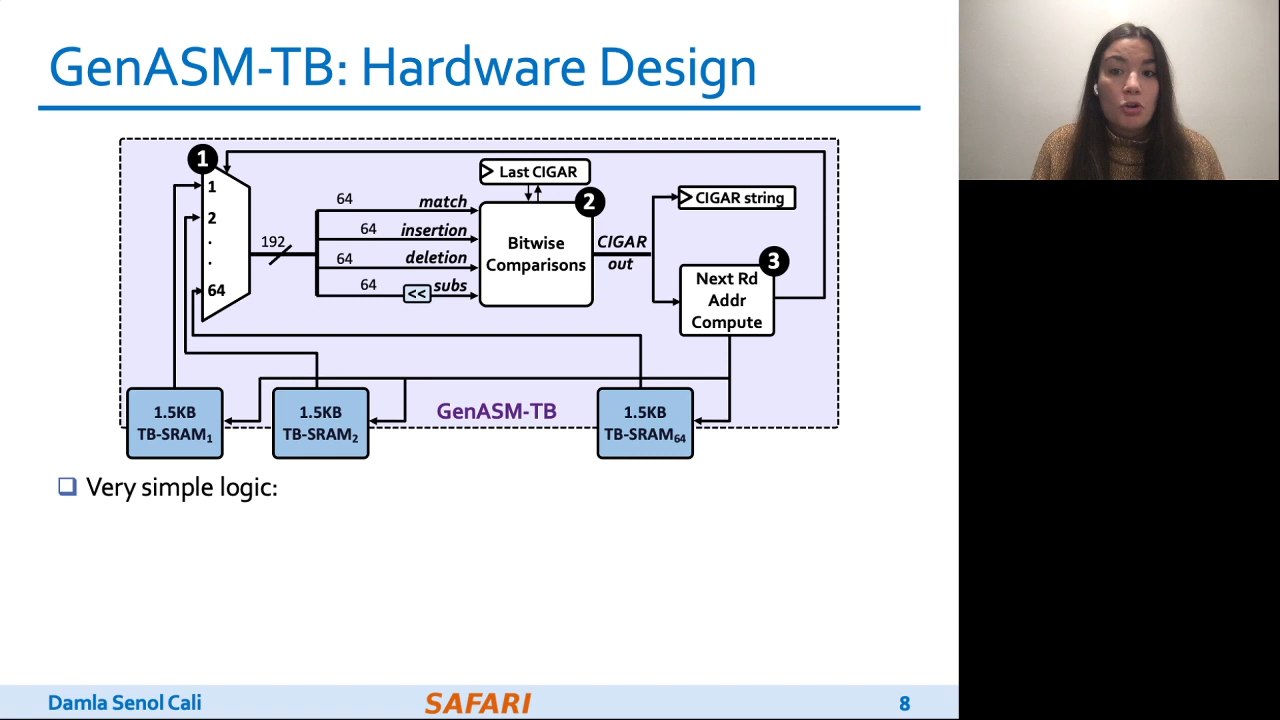 GenASM-TB: Hardware Design
1
1
2
.
.
64
192
64
match
64
insertion
64
deletion
64
<<
subs
Last CIGAR
2
Bitwise
Comparisons
CIGAR
out
CIGAR string
3
Next Rd
Addr
Compute
1.5KB
TB-SRAM1
1.5KB
TB-SRAM2
GenASM-TB
1.5KB
TB-SRAM64
Very simple logic:
Damla Senol Cali
SAFARI
8